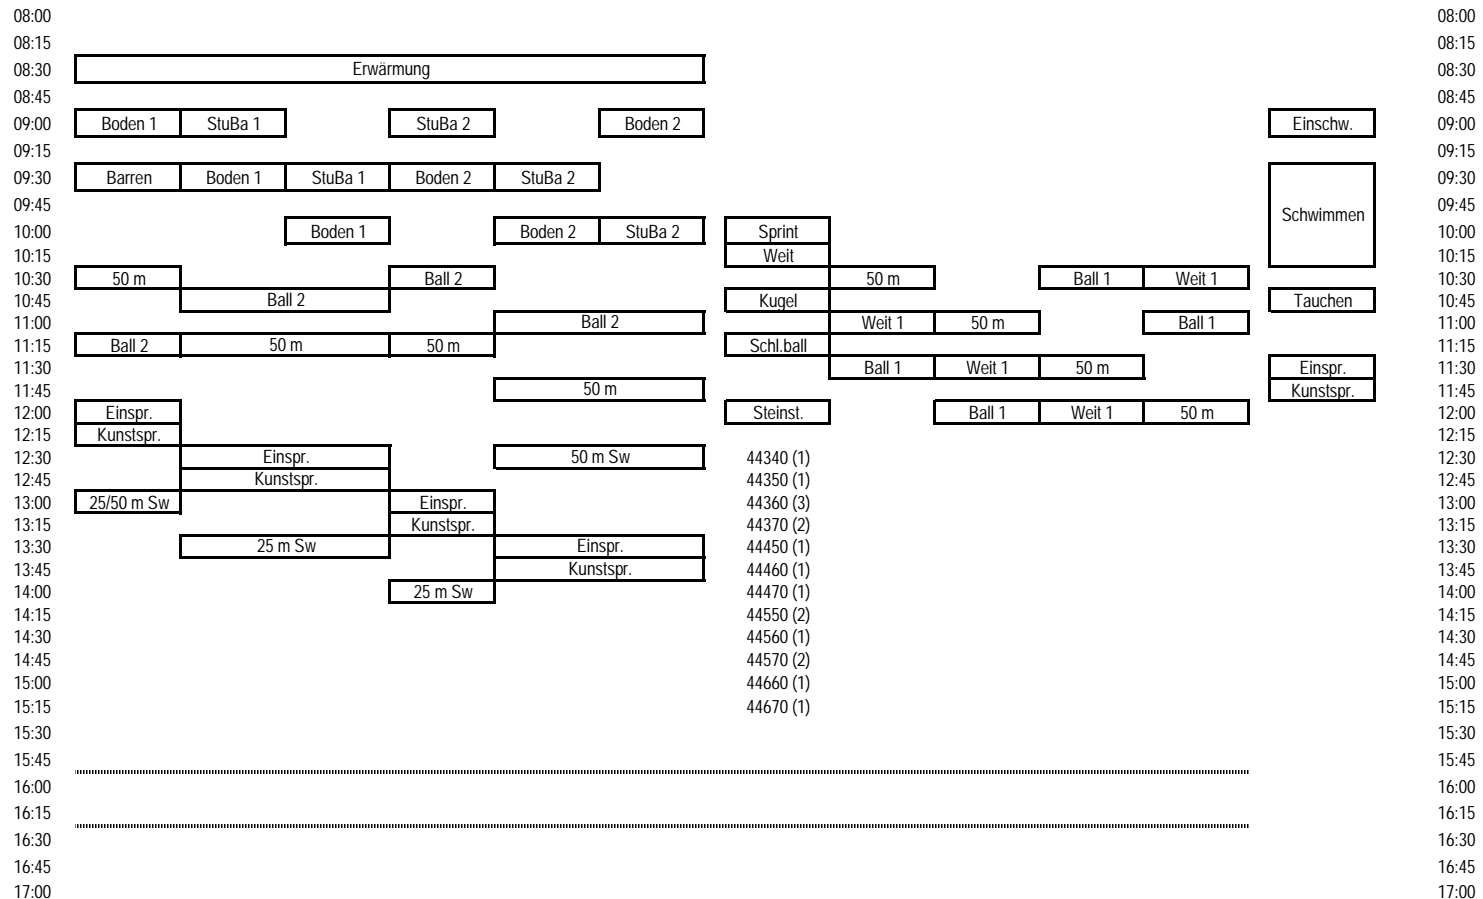 08:00 08:00
08:15 08:15
08:30 Erwärmung 08:30
08:45 08:45
09:00 Boden 1 StuBa 1 StuBa 2 Boden 2 Einschw. 09:00
09:15 09:15
09:30 Barren Boden 1 StuBa 1 Boden 2 StuBa 2 09:30
09:45 Schwimmen 09:45
10:00 Boden 1 Boden 2 StuBa 2 Sprint 10:00
10:15 Weit 10:15
10:30 50 m Ball 2 50 m Ball 1 Weit 1 10:30
10:45 Ball 2 Kugel Tauchen 10:45
11:00 Ball 2 Weit 1 50 m Ball 1 11:00
11:15 Ball 2 50 m 50 m Schl.ball 11:15
11:30 Ball 1 Weit 1 50 m Einspr. 11:30
11:45 50 m Kunstspr. 11:45
12:00 Einspr. Steinst. Ball 1 Weit 1 50 m 12:00
12:15 Kunstspr. 12:15
12:30 Einspr. 50 m Sw 44340 (1) 12:30
12:45 Kunstspr. 44350 (1) 12:45
13:00 25/50 m Sw Einspr. 44360 (3) 13:00
13:15 Kunstspr. 44370 (2) 13:15
13:30 25 m Sw Einspr. 44450 (1) 13:30
13:45 Kunstspr. 44460 (1) 13:45
14:00 25 m Sw 44470 (1) 14:00
14:15 44550 (2) 14:15
14:30 44560 (1) 14:30
14:45 44570 (2) 14:45
15:00 44660 (1) 15:00
15:15 44670 (1) 15:15
15:30 15:30
15:45 15:45
16:00 16:00
16:15 16:15
16:30 16:30
16:45 16:45
17:00 17:00